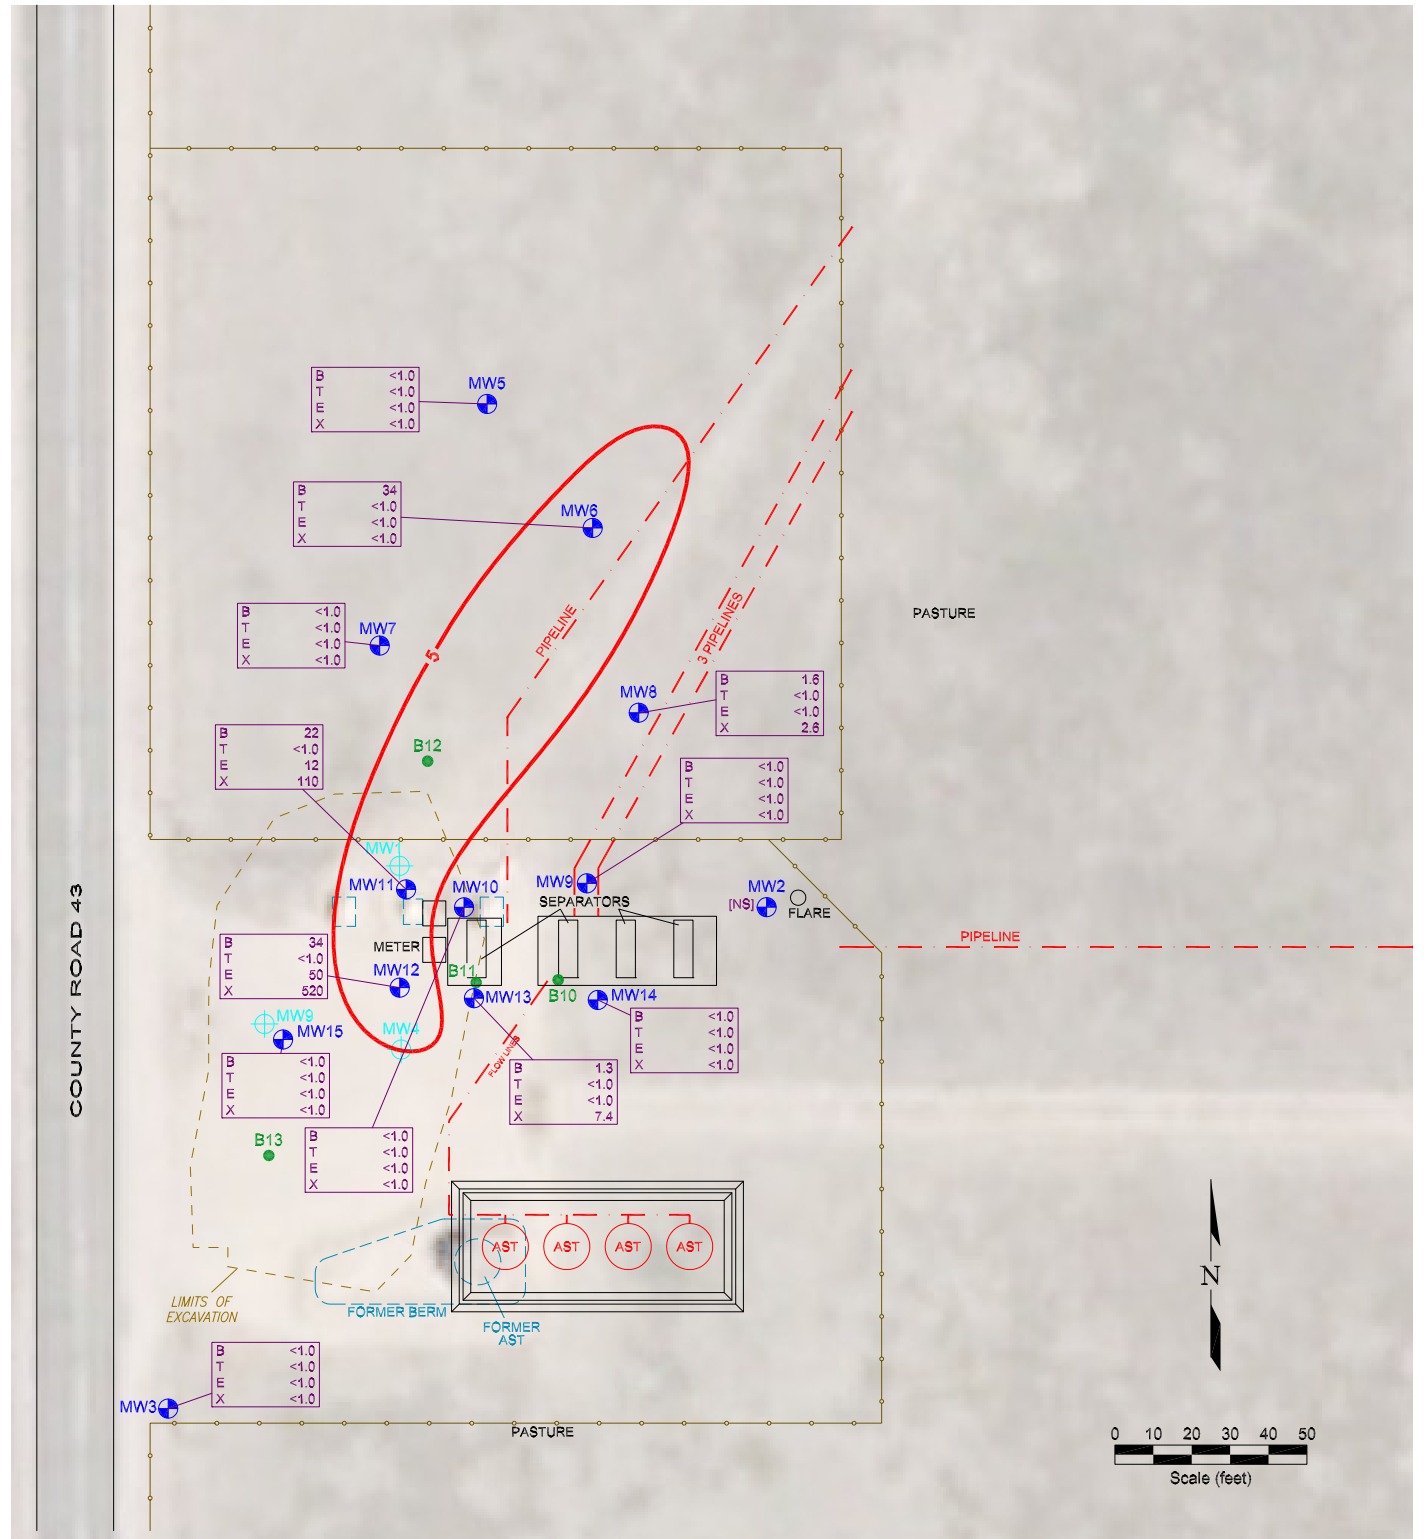 B <1.0
T <1.0
E <1.0
X <1.0
MW5
B 34
T <1.0
E <1.0
X <1.0
MW6
B <1.0
T <1.0
E <1.0
X <1.0
MW7
5
PIPELINE
3 PIPELINES
PASTURE
MW8
B 1.6
T <1.0
E <1.0
X 2.6
B 22
T <1.0
E 12
X 110
B12
B <1.0
T <1.0
E <1.0
X <1.0
MW1
MW11
MW10
MW9
SEPARATORS
MW2
[NS]
FLARE
COUNTY ROAD 43
METER
PIPELINE
B 34
T <1.0
E 50
X 520
MW12
B11
MW13
B10
MW14
MW9
MW15
MW4
FLOW LINES
B <1.0
T <1.0
E <1.0
X <1.0
B <1.0
T <1.0
E <1.0
X <1.0
B 1.3
T <1.0
E <1.0
X 7.4
B13
B <1.0
T <1.0
E <1.0
X <1.0
AST AST AST AST
LIMITS OF
EXCAVATION
FORMER BERM
FORMER
AST
N
B <1.0
T <1.0
E <1.0
X <1.0
MW3
PASTURE
0 10 20 30 40 50
Scale (feet)